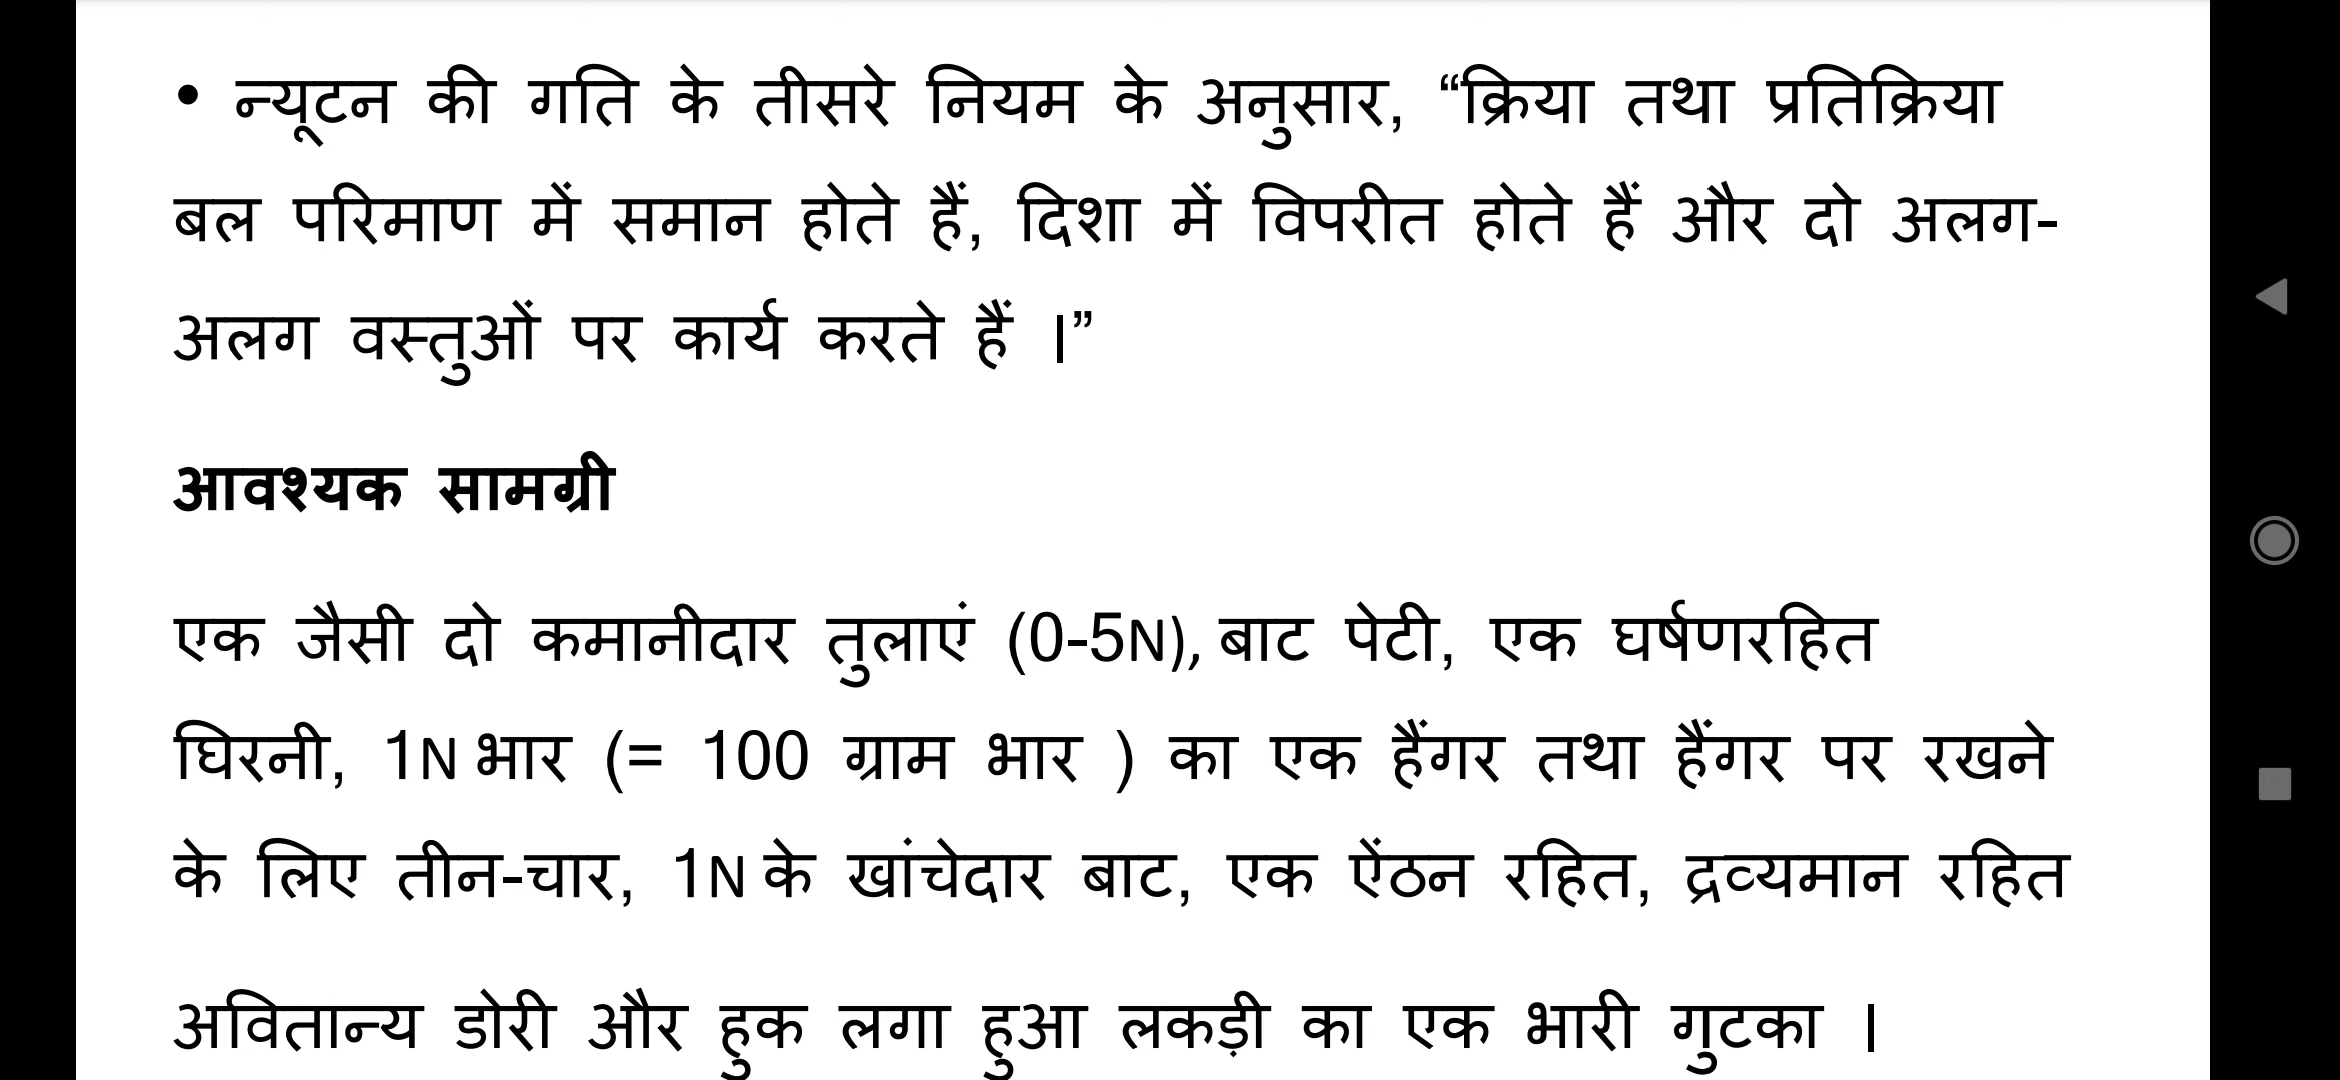 • न्यूटन की गति के तीसरे नियम के अनुसार, “क्रिया तथा प्रतिक्रिया
बल परिमाण में समान होते हैं, दिशा में विपरीत होते हैं और दो अलग-
अलग वस्तुओं पर कार्य करते हैं ।”
आवश्यक सामग्री
एक जैसी दो कमानीदार तुलाएं (0-5N), बाट पेटी, एक घर्षणरहित
घिरनी, 1N भार (= 100 ग्राम भार ) का एक हैंगर तथा हैंगर पर रखने
के लिए तीन-चार, 1N के खांचेदार बाट, एक ऐंठन रहित, द्रव्यमान रहित
अवितान्य डोरी और हुक लगा हुआ लकड़ी का एक भारी गुटका ।